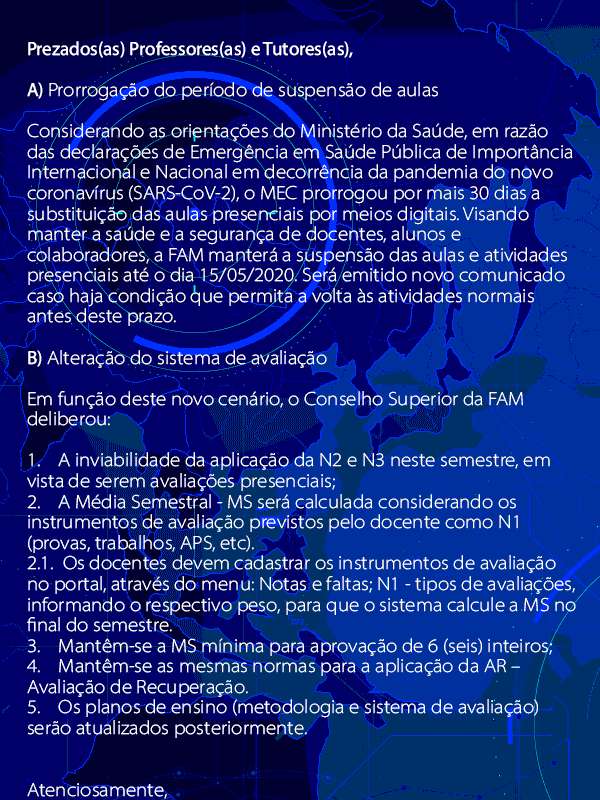 Prezados(as) Professores(as) e Tutores(as),
A) Prorrogação do período de suspensão de aulas
Considerando as orientações do Ministério da Saúde, em razão
das declarações de Emergência em Saúde Pública de Importância
Internacional e Nacional em decorrência da pandemia do novo
coronavírus (SARS-CoV-2), o MEC prorrogou por mais 30 dias a
substituição das aulas presenciais por meios digitais. Visando
manter a saúde e a segurança de docentes, alunos e
colaboradores, a FAM manterá a suspensão das aulas e atividades
presenciais até o dia 15/05/2020. Será emitido novo comunicado
caso haja condição que permita a volta às atividades normais
antes deste prazo.
B) Alteração do sistema de avaliação
Em função deste novo cenário, o Conselho Superior da FAM
deliberou:
1. A inviabilidade da aplicação da N2 e N3 neste semestre, em
vista de serem avaliações presenciais;
2. A Média Semestral - MS será calculada considerando os
instrumentos de avaliação previstos pelo docente como N1
(provas, trabalhos, APS, etc).
2.1. Os docentes devem cadastrar os instrumentos de avaliação
no portal, através do menu: Notas e faltas; N1 - tipos de avaliações,
informando o respectivo peso, para que o sistema calcule a MS no
final do semestre.
3. Mantêm-se a MS mínima para aprovação de 6 (seis) inteiros;
4. Mantêm-se as mesmas normas para a aplicação da AR –
Avaliação de Recuperação.
5. Os planos de ensino (metodologia e sistema de avaliação)
serão atualizados posteriormente.
Atenciosamente,